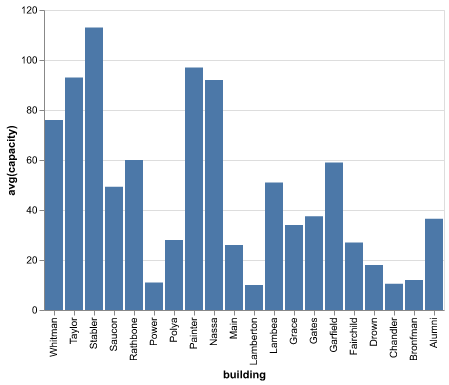 avg(capacity)
120
100
80
60
40
20
0
Whitman
Taylor
Stabler
Saucon
Rathbone
Power
Polya
Painter
Nassa
Main
Lamberton
Lambea
Grace
Gates
Garfield
Fairchild
Drown
Chandler
Bronfman
Alumni
building